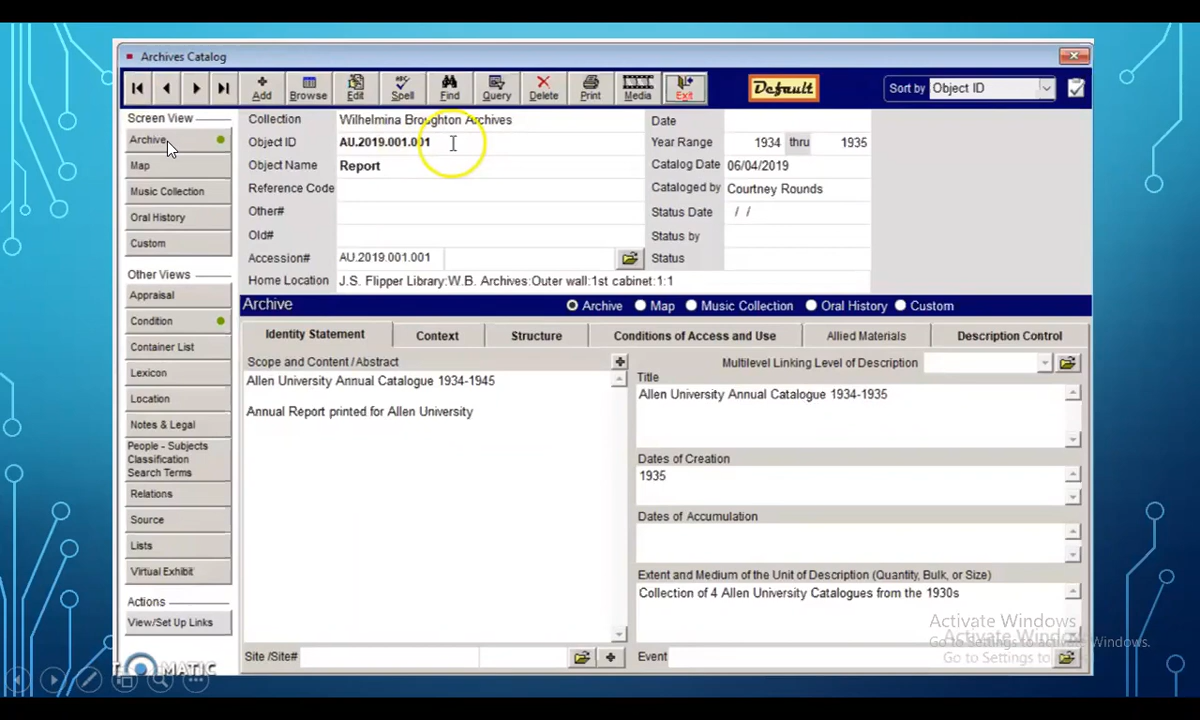 Archives Catalog
Add Browse Edit Spell Find Query Delete Print Media Exit Default Sort by Object ID
Screen View
Archive
Map
Music Collection
Oral History
Custom
Other Views
Appraisal
Condition
Container List
Lexicon
Location
Notes & Legal
People - Subjects
Classification
Search Terms
Relations
Source
Lists
Virtual Exhibit
Actions
View/Set Up Links
Collection Wilhelmina Broughton Archives
Object ID AU.2019.001.001
Object Name Report
Reference Code
Other#
Old#
Accession# AU.2019.001.001
Home Location J.S. Flipper Library:W.B. Archives:Outer wall:1st cabinet:1:1
Date
Year Range 1934 thru 1935
Catalog Date 06/04/2019
Cataloged by Courtney Rounds
Status Date / /
Status by
Status
Archive Archive Map Music Collection Oral History Custom
Identity Statement Context Structure Conditions of Access and Use Allied Materials Description Control
Scope and Content / Abstract
Allen University Annual Catalogue 1934-1945
Annual Report printed for Allen University
Site /Site#
Multilevel Linking Level of Description
Title
Allen University Annual Catalogue 1934-1935
Dates of Creation
1935
Dates of Accumulation
Extent and Medium of the Unit of Description (Quantity, Bulk, or Size)
Collection of 4 Allen University Catalogues from the 1930s
Event
Activate Windows
Go to Settings to activate Windows.
Activate Windows
Go to Settings to
MATIC